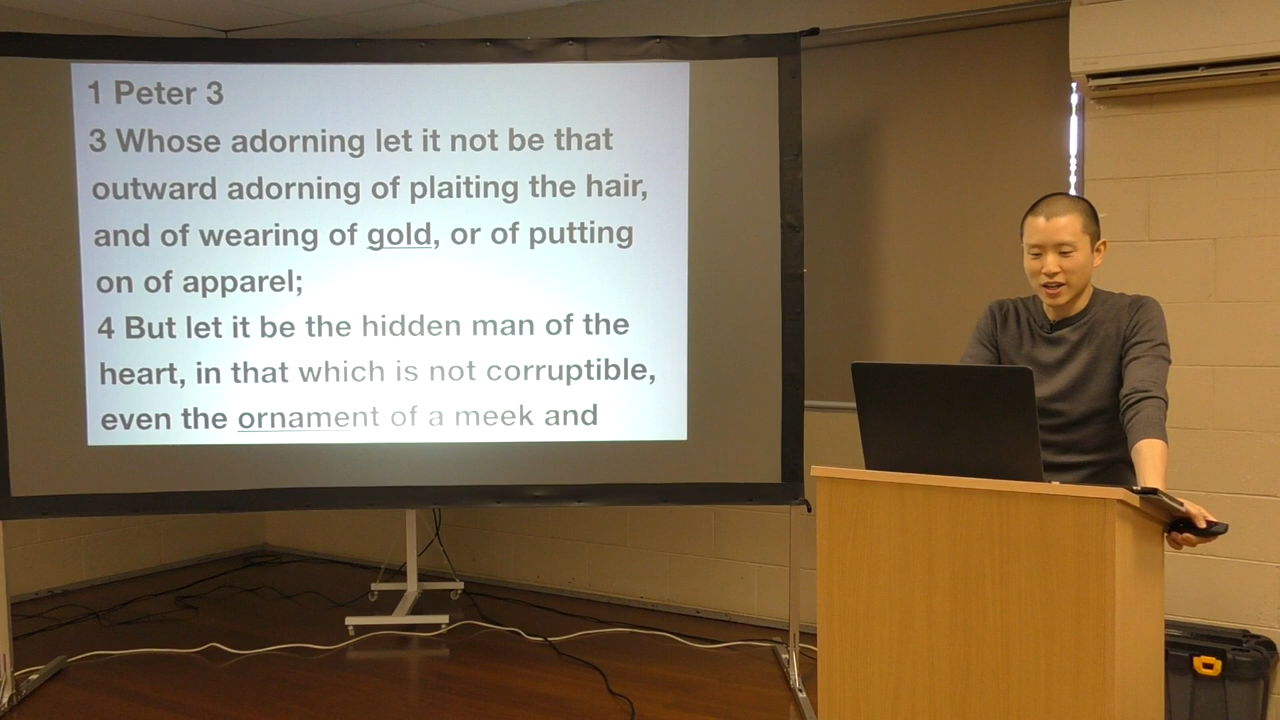 1 Peter 3
3 Whose adorning let it not be that
outward adorning of plaiting the hair,
and of wearing of gold, or of putting
on of apparel;
4 But let it be the hidden man of the
heart, in that which is not corruptible,
even the ornament of a meek and